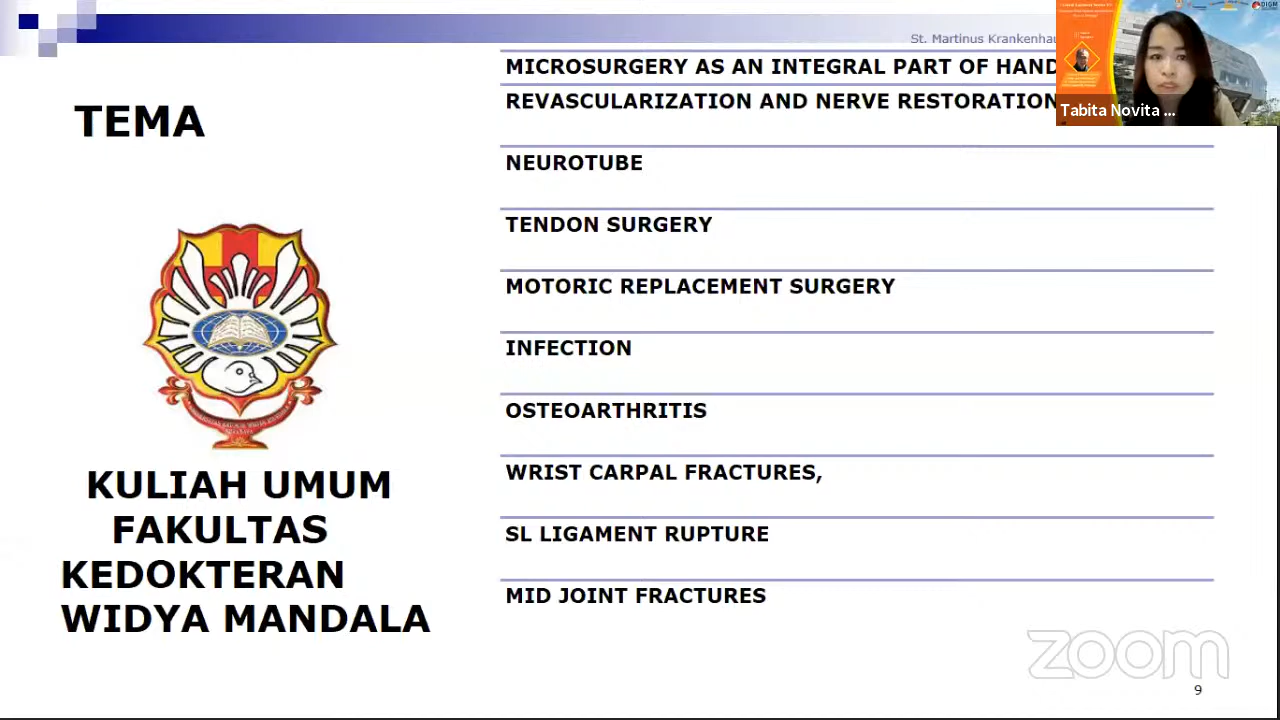 St. Martinus Krankenhau
TEMA
MICROSURGERY AS AN INTEGRAL PART OF HAND
REVASCULARIZATION AND NERVE RESTORATION
NEUROTUBE
TENDON SURGERY
MOTORIC REPLACEMENT SURGERY
INFECTION
OSTEOARTHRITIS
WRIST CARPAL FRACTURES,
SL LIGAMENT RUPTURE
MID JOINT FRACTURES
KULIAH UMUM
FAKULTAS
KEDOKTERAN
WIDYA MANDALA
Tabita Novita ...
zoom
9